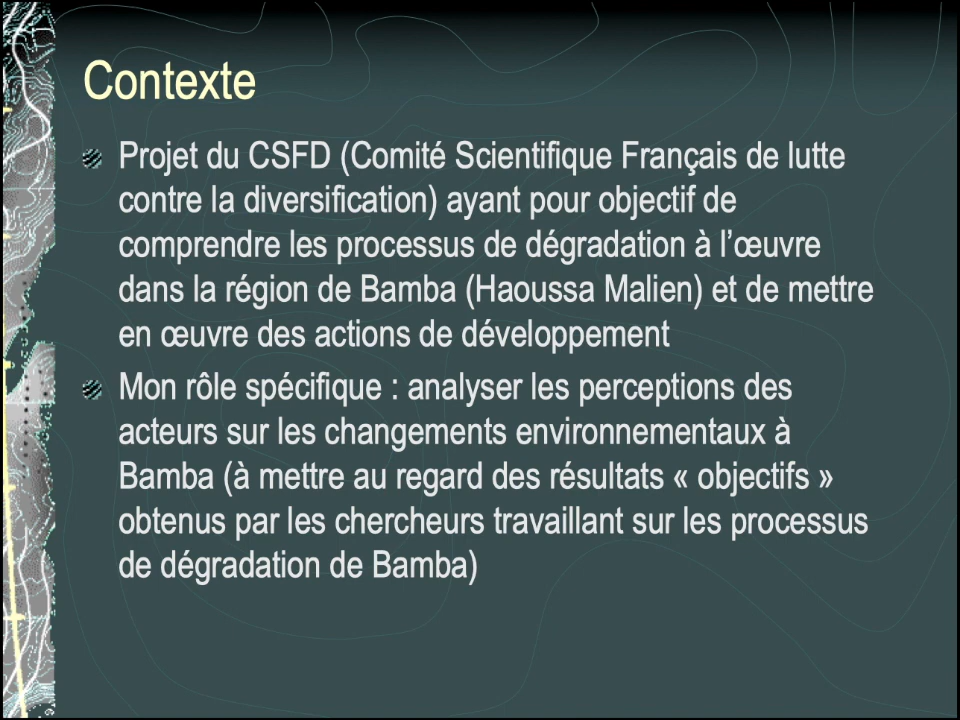 Contexte
Projet du CSFD (Comité Scientifique Français de lutte
contre la diversification) ayant pour objectif de
comprendre les processus de dégradation à l’œuvre
dans la région de Bamba (Haoussa Malien) et de mettre
en œuvre des actions de développement
Mon rôle spécifique : analyser les perceptions des
acteurs sur les changements environnementaux à
Bamba (à mettre au regard des résultats « objectifs »
obtenus par les chercheurs travaillant sur les processus
de dégradation de Bamba)